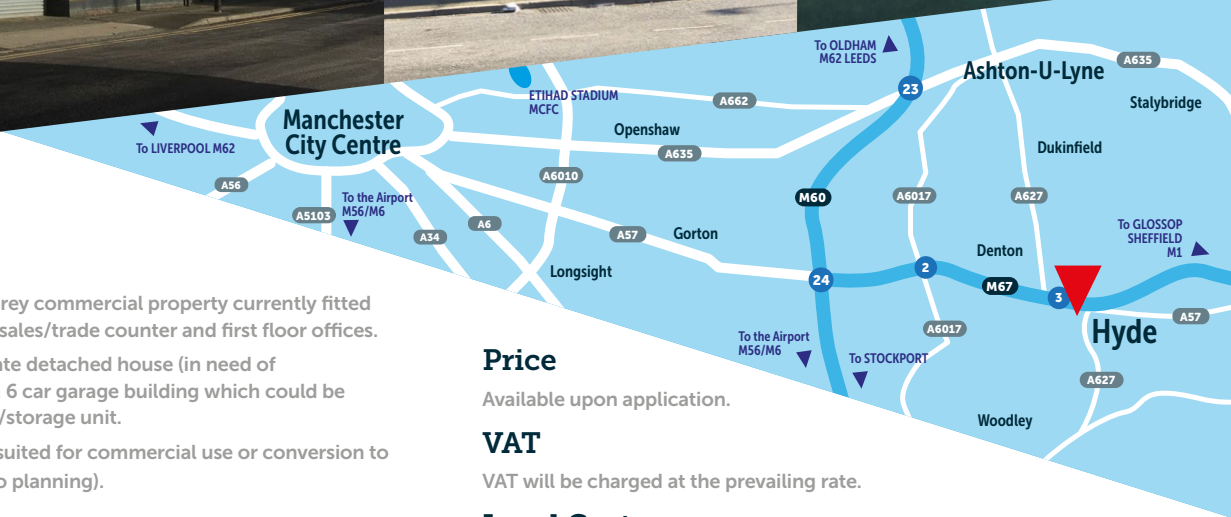 To OLDHAM
M62 LEEDS
23
Ashton-U-Lyne
A635
Stalybridge
ETIHAD STADIUM
MCFC
A662
Manchester
City Centre
To LIVERPOOL M62
Openshaw
A635
Dukinfield
A56
A6010
M60
A6017
A627
To the Airport
M56/M6
A5103
A34
A6
A57
Gorton
To GLOSSOP
SHEFFIELD
M1
Denton
Longsight
24
2
M67
3
Hyde
A57
A6017
To the Airport
M56/M6
To STOCKPORT
A627
Woodley
commercial property currently fitted
sales/trade counter and first floor offices.
detached house (in need of
6 car garage building which could be
/storage unit.
suited for commercial use or conversion to
planning).
Price
Available upon application.
VAT
VAT will be charged at the prevailing rate.